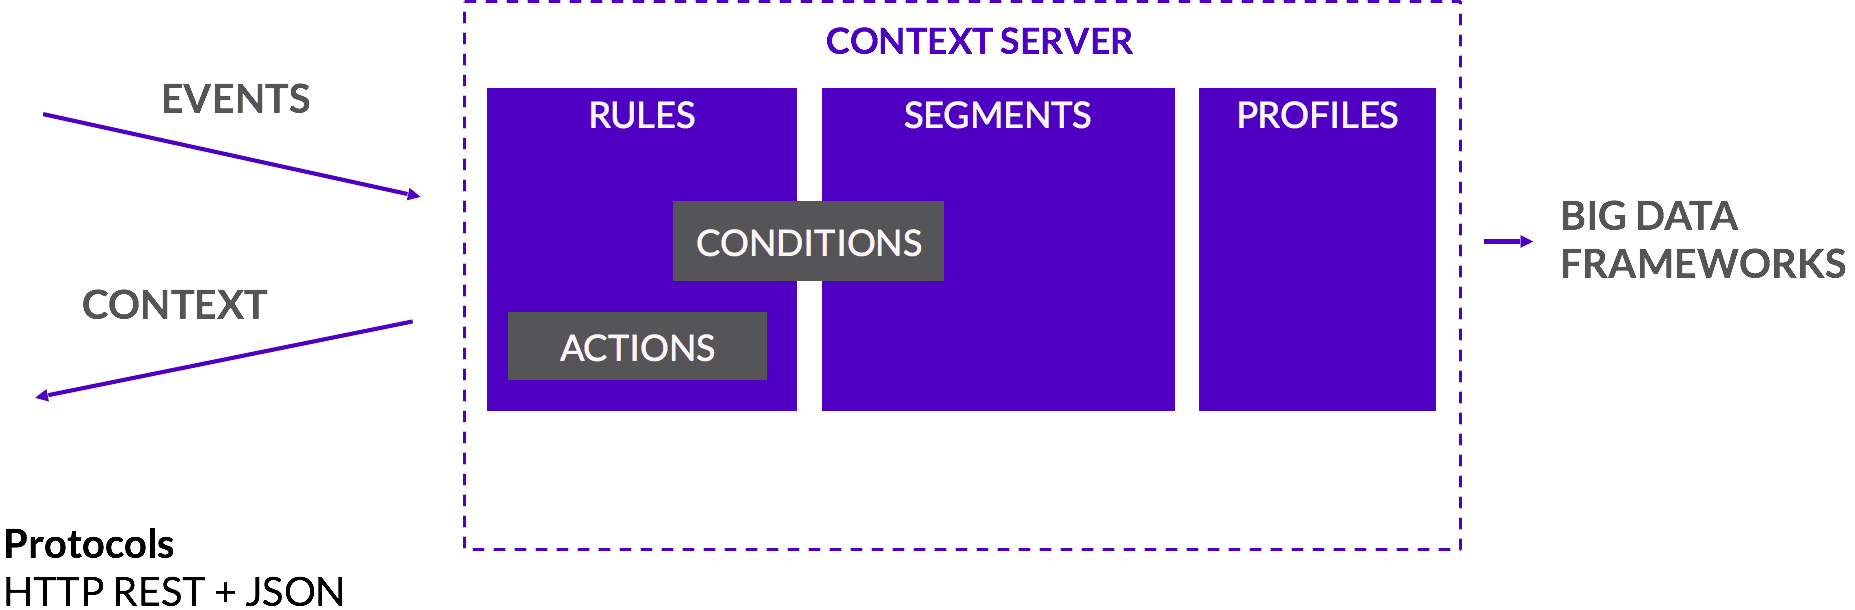 CONTEXT SERVER
EVENTS
RULES
SEGMENTS
PROFILES
CONDITIONS
BIG DATA
FRAMEWORKS
CONTEXT
ACTIONS
Protocols
HTTP REST + JSON